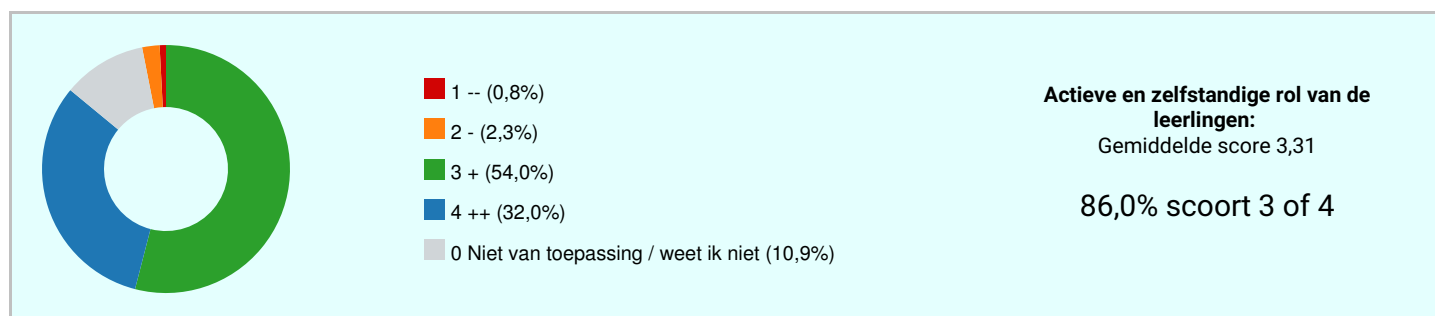 1 -- (0,8%)
2 - (2,3%)
3 + (54,0%)
4 ++ (32,0%)
0 Niet van toepassing / weet ik niet (10,9%)
Actieve en zelfstandige rol van de
leerlingen:
Gemiddelde score 3,31
86,0% scoort 3 of 4